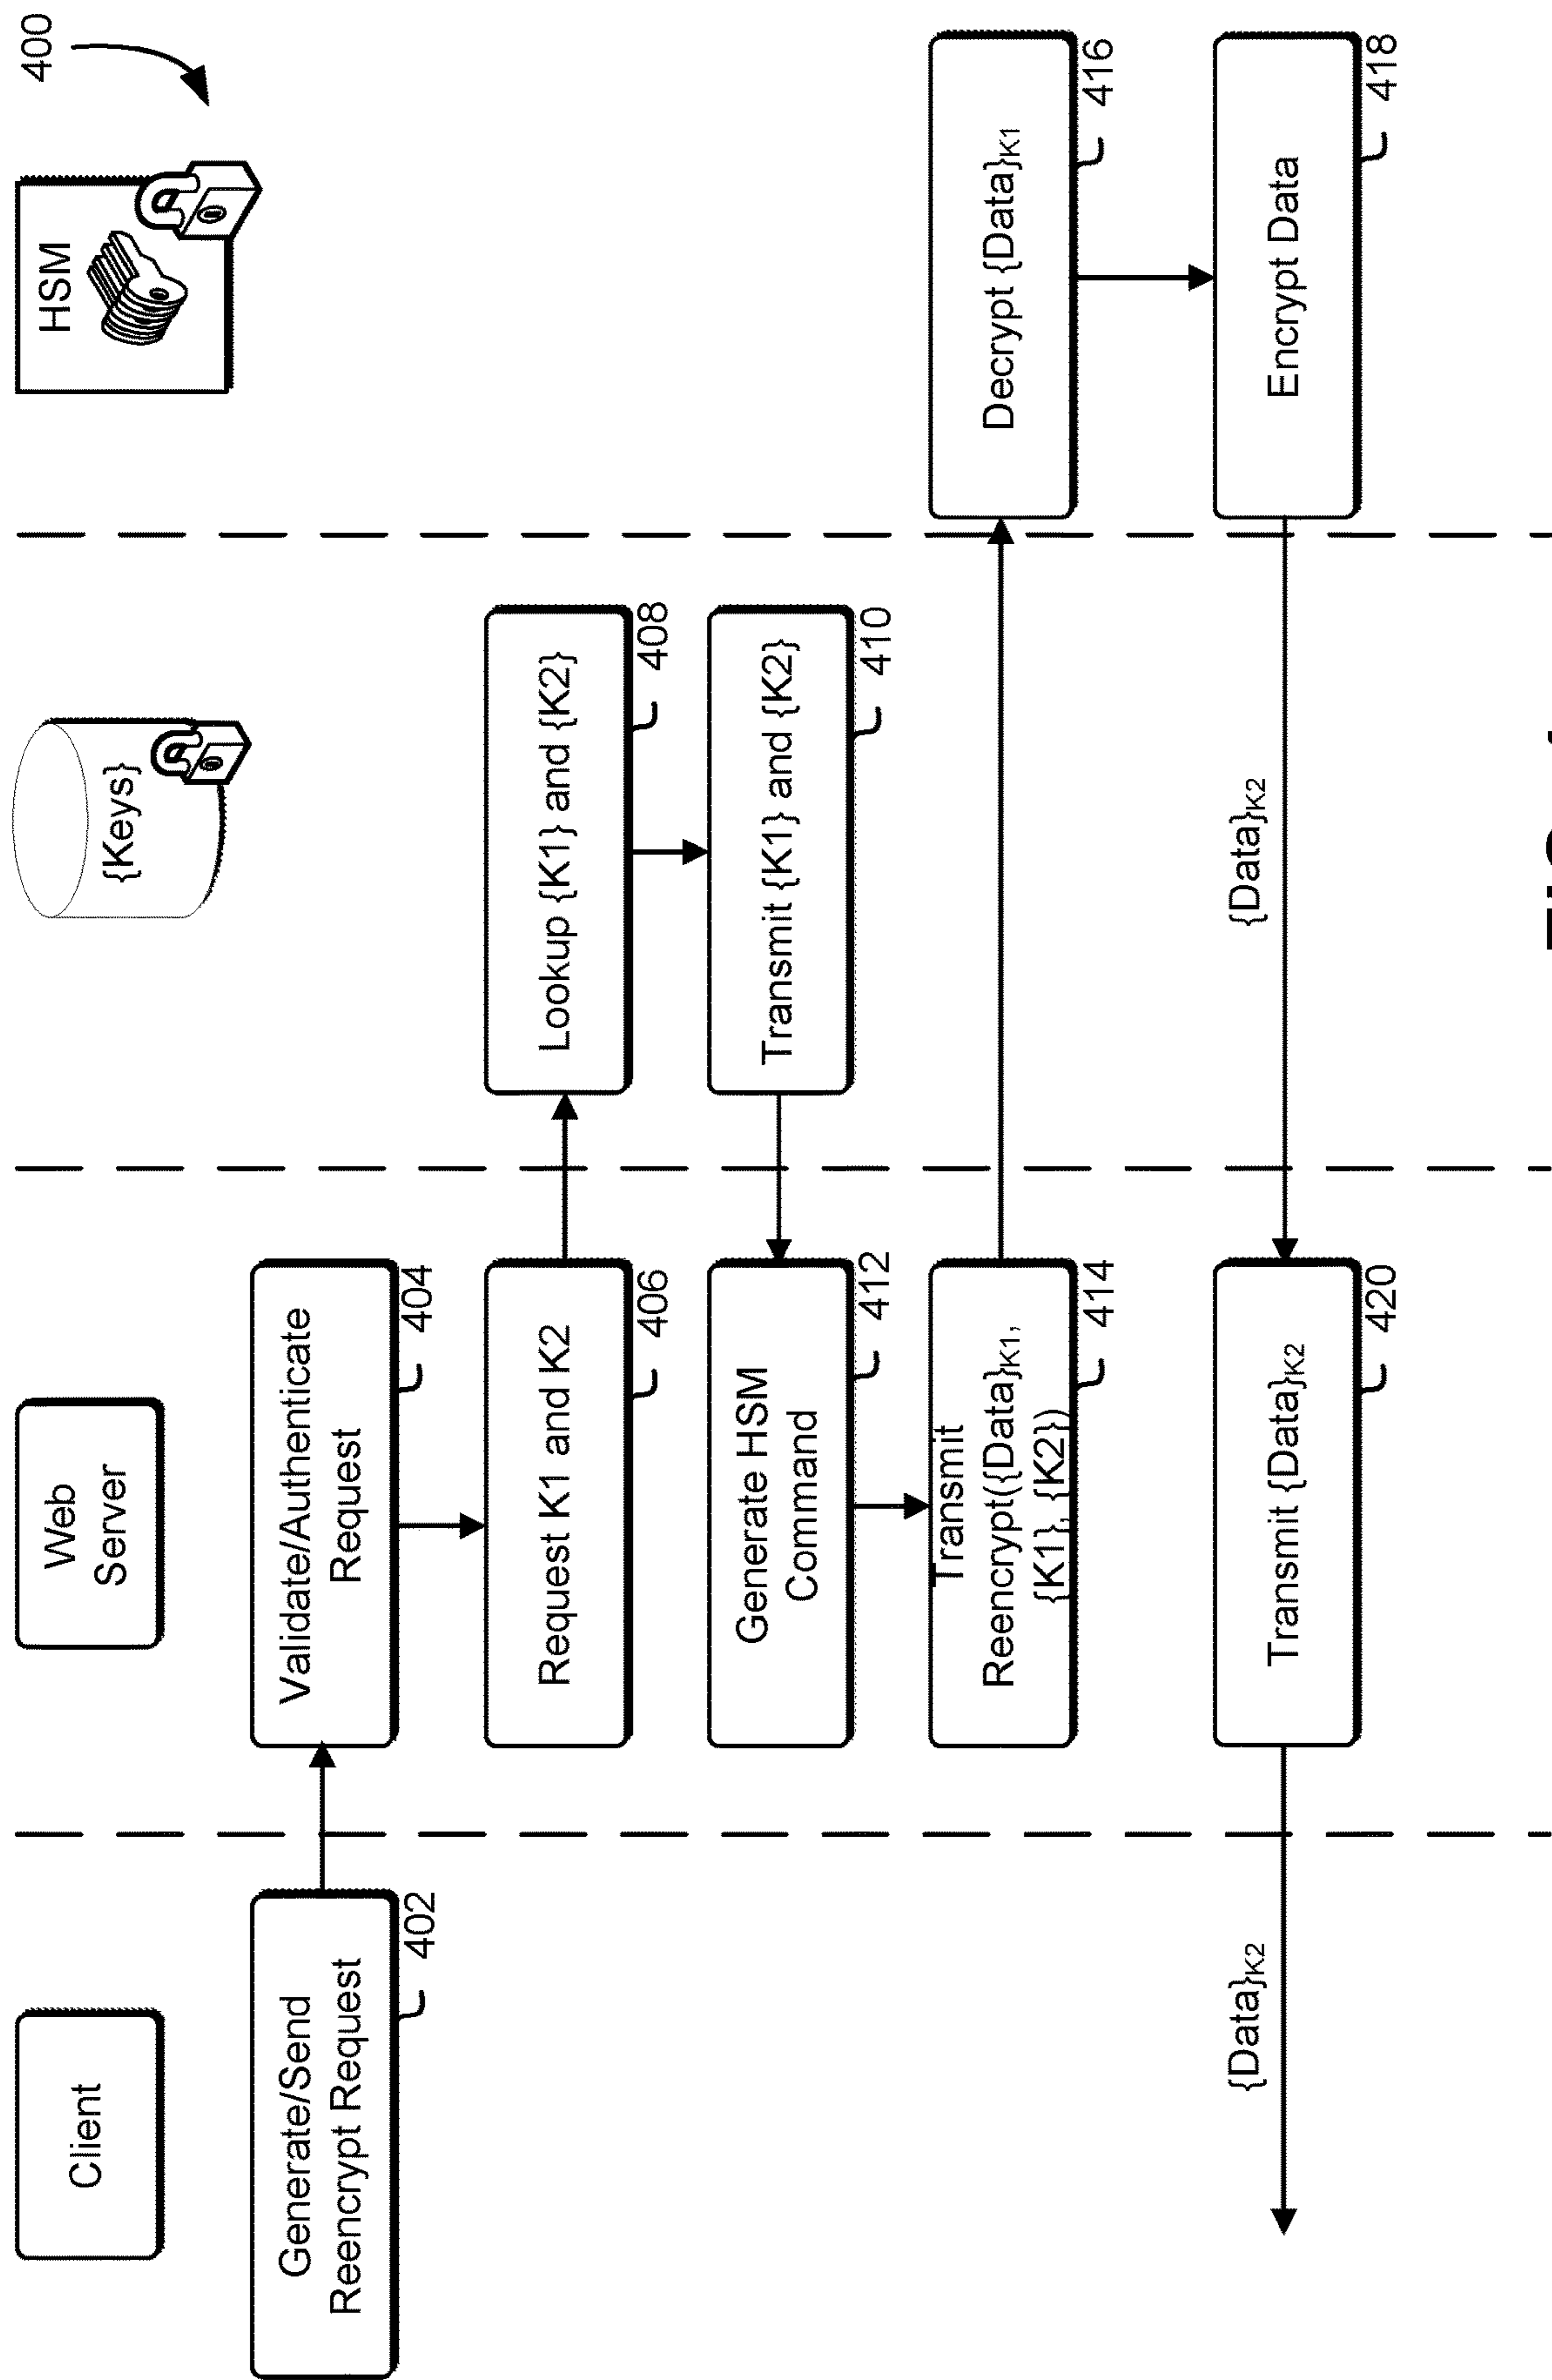 400
Client
Web
Server
{Keys}
HSM
Generate/Send
Reencrypt Request
402
Validate/Authenticate
Request
404
Request K1 and K2
406
Lookup {K1} and {K2}
408
Transmit {K1} and {K2}
410
Generate HSM
Command
412
Transmit
Reencrypt({Data}K1,
{K1}, {K2})
414
Decrypt {Data}K1
416
Encrypt Data
418
{Data}K2
Transmit {Data}K2
420
{Data}K2